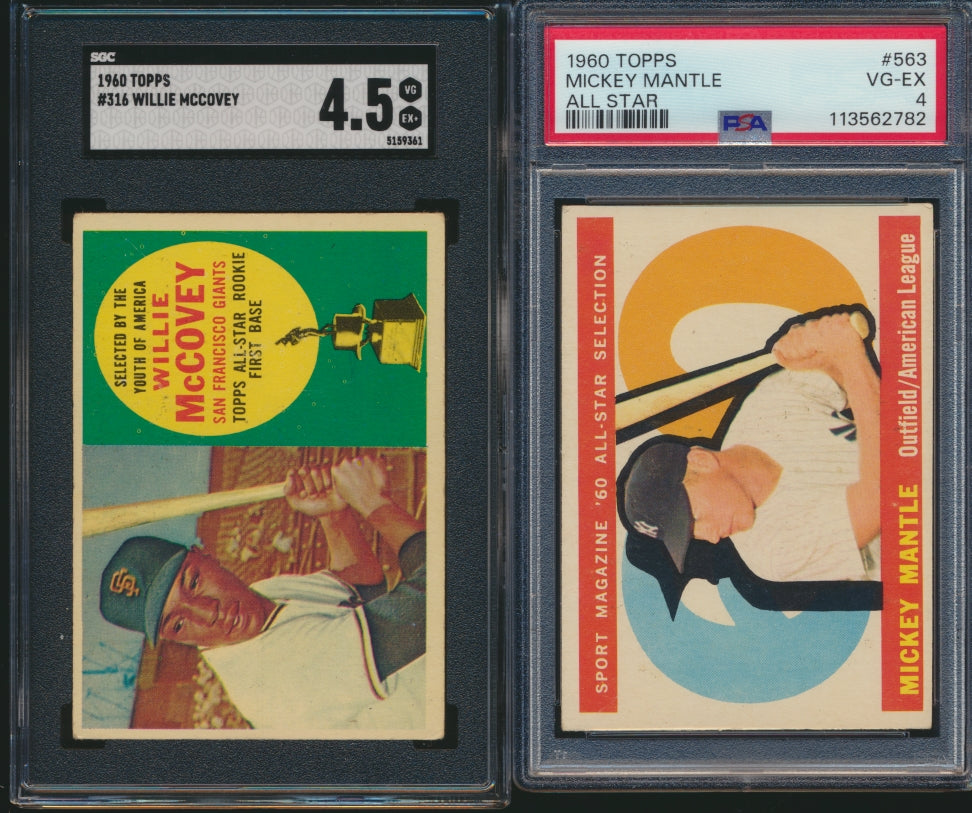 SGC
1960 TOPPS
#316 WILLIE MCCOVEY
4.5
VG
EX+
5159361
SELECTED BY THE
YOUTH OF AMERICA
WILLIE
McCOVEY
SAN FRANCISCO GIANTS
TOPPS ALL-STAR ROOKIE
FIRST BASE
SF
1960 TOPPS
MICKEY MANTLE
ALL STAR
#563
VG-EX
4
113562782
PSA
SPORT MAGAZINE '60 ALL-STAR SELECTION
NY
MICKEY MANTLE Outfield/American League